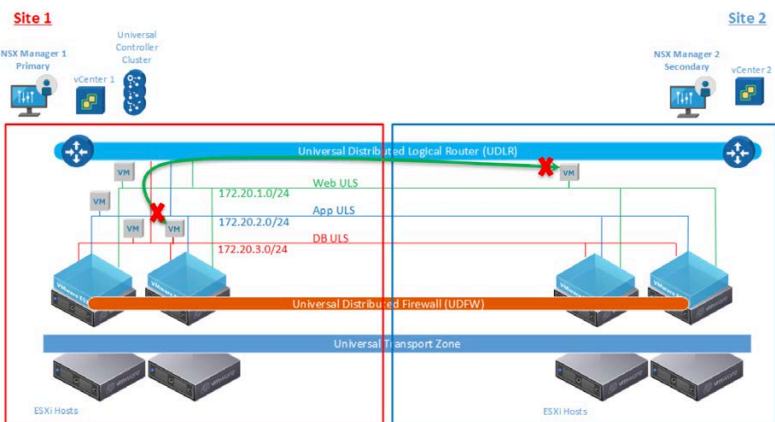 Site 1
Site 2
Universal
Controller
Cluster
NSX Manager 1
Primary
vCenter 1
NSX Manager 2
Secondary
vCenter 2
Universal Distributed Logical Router (UDLR)
VM
VM
Web ULS
172.20.1.0/24
VM
App ULS
172.20.2.0/24
VM
VM
DB ULS
172.20.3.0/24
Universal Distributed Firewall (UDFW)
Universal Transport Zone
ESXi Hosts
ESXi Hosts